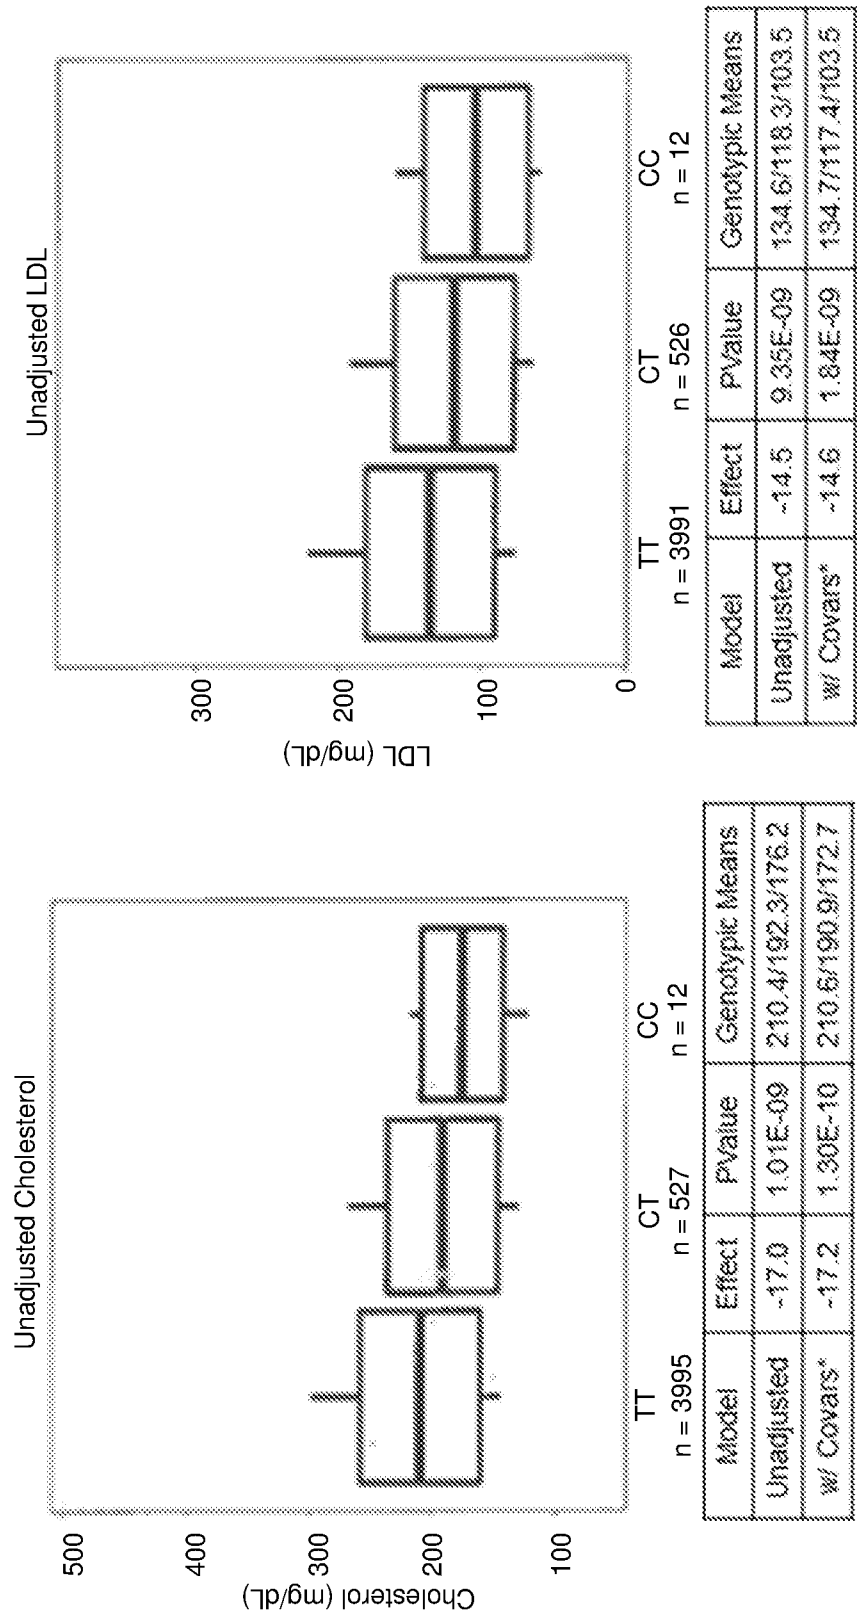 Unadjusted Cholesterol
Cholesterol (mg/dL)
500
400
300
200
100
TT
CT
CC
n = 3995
n = 527
n = 12
Model Effect PValue Genotypic Means
Unadjusted -17.0 1.01E-09 210.4/192.3/176.2
w/ Covars* -17.2 1.30E-10 210.6/190.9/172.7
Unadjusted LDL
LDL (mg/dL)
300
200
100
0
TT
CT
CC
n = 3991
n = 526
n = 12
Model Effect PValue Genotypic Means
Unadjusted -14.5 9.35E-09 134.6/118.3/103.5
w/ Covars* -14.6 1.84E-09 134.7/117.4/103.5